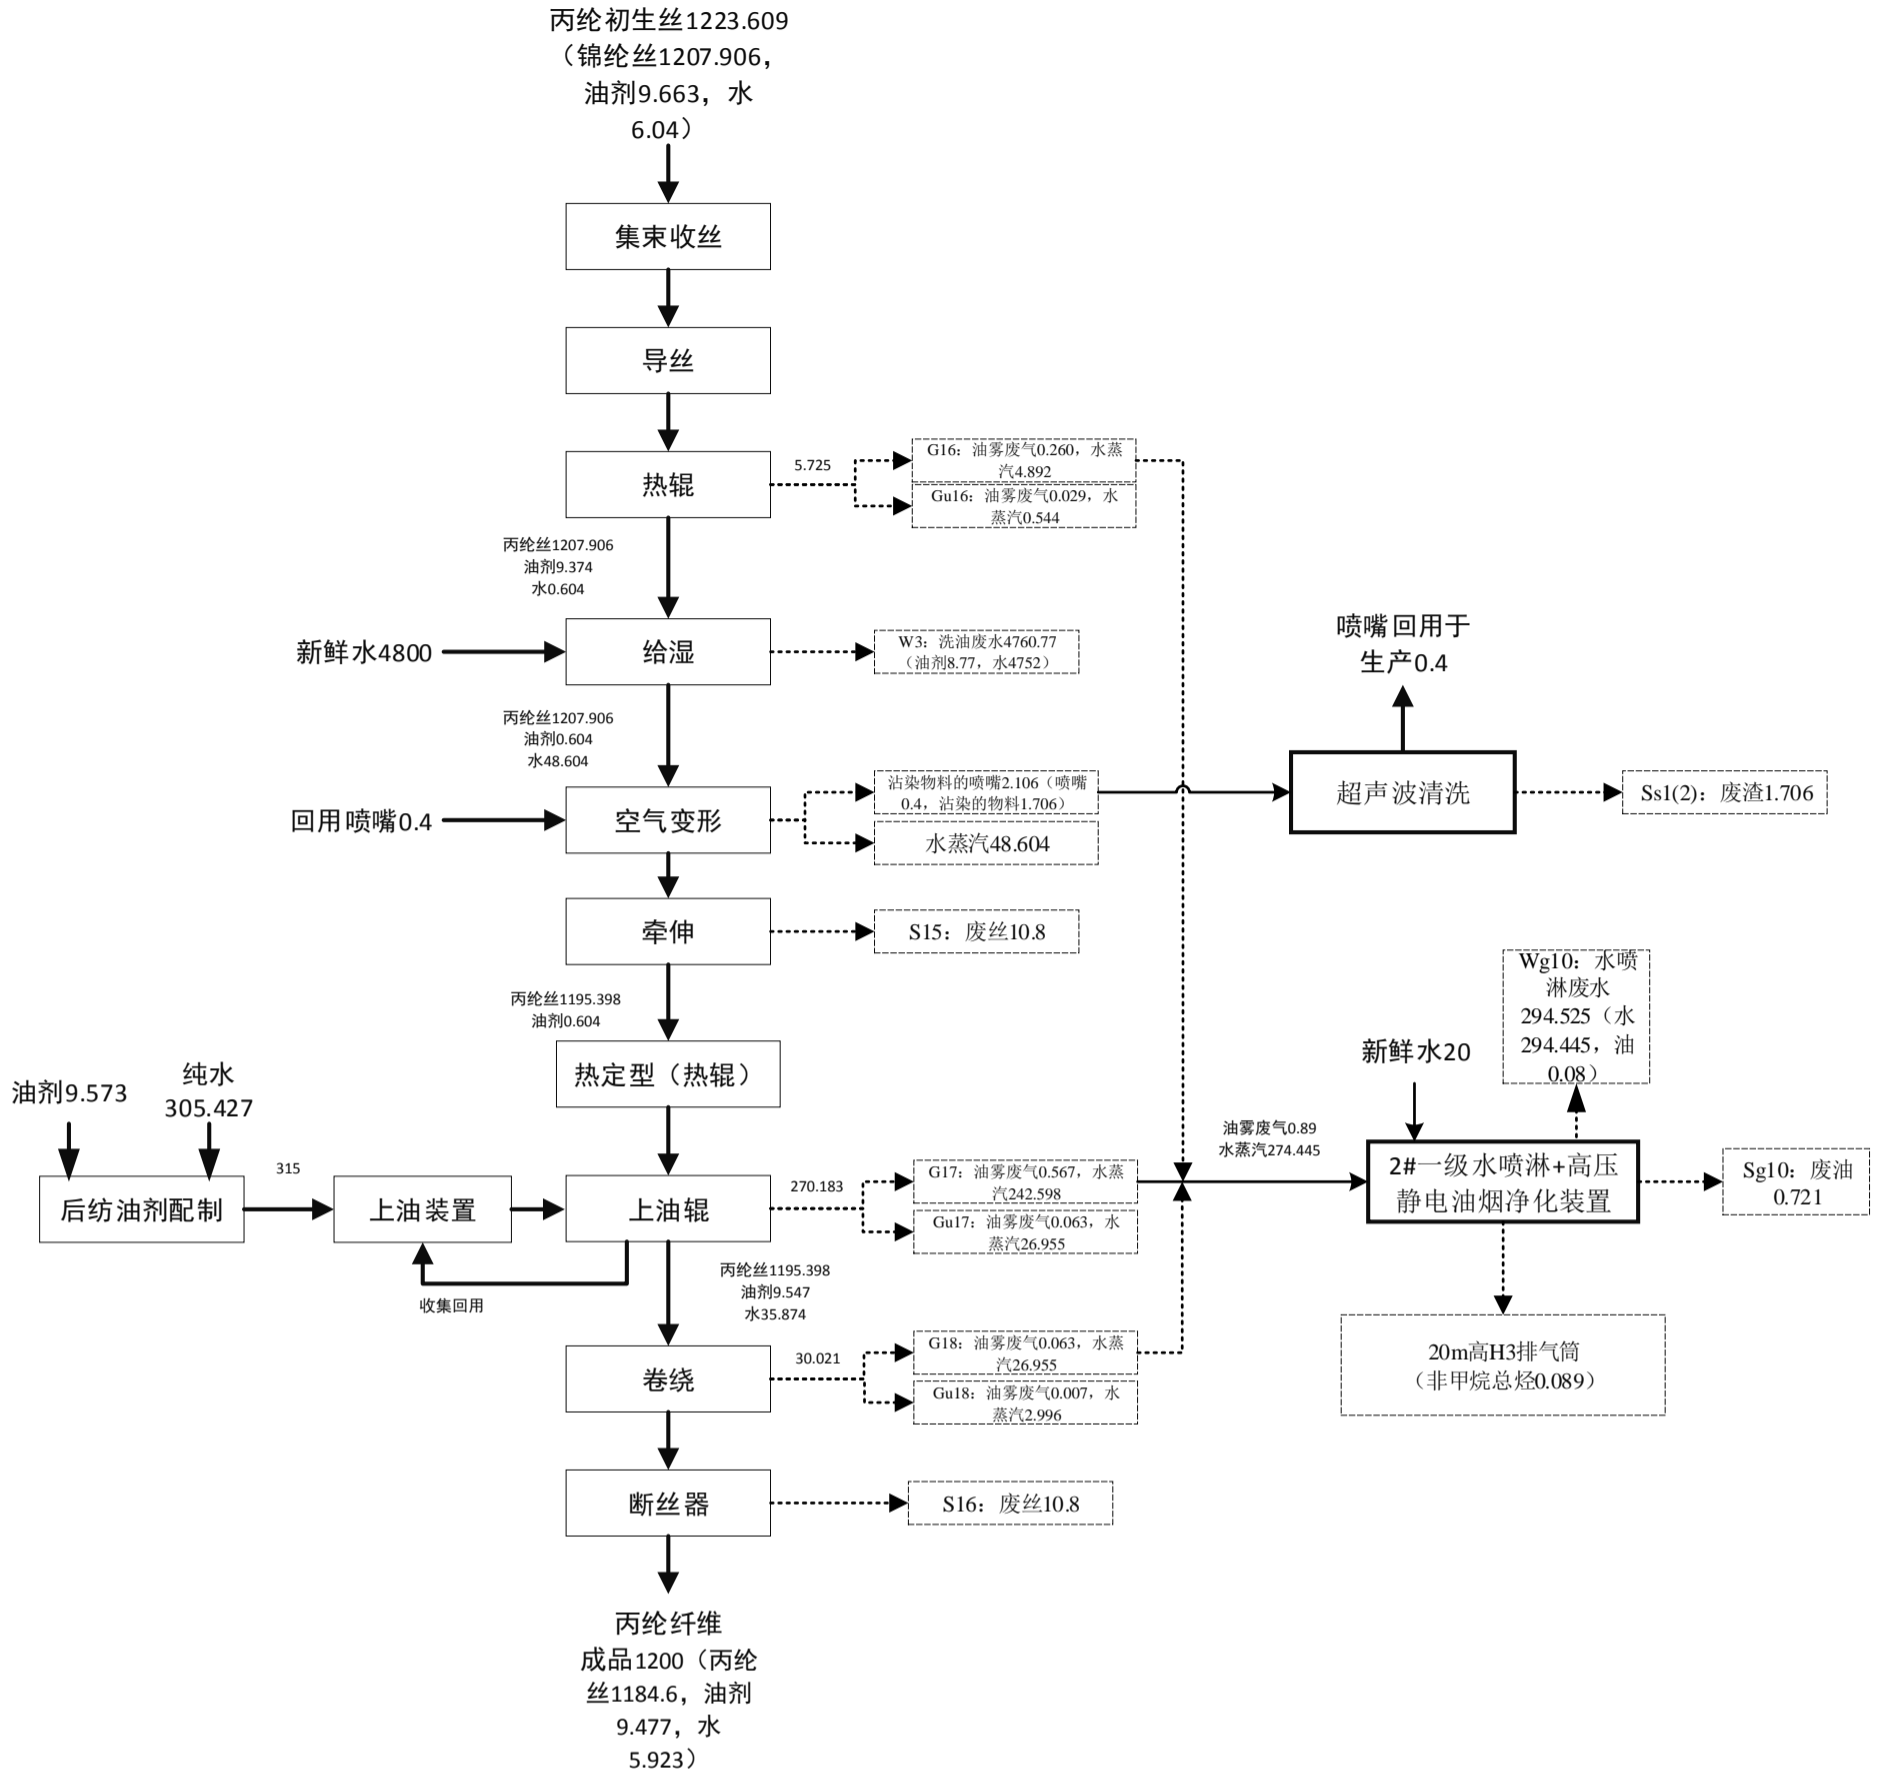 丙纶初生丝1223.609
（锦纶丝1207.906，
油剂9.663，水
6.04）
集束收丝
导丝
热辊
5.725
G16：油雾废气0.260，水蒸
汽4.892
Gu16：油雾废气0.029，水
蒸汽0.544
丙纶丝1207.906
油剂9.374
水0.604
新鲜水4800
给湿
W3：洗油废水4760.77
（油剂8.77，水4752）
丙纶丝1207.906
油剂0.604
水48.604
回用喷嘴0.4
空气变形
沾染物料的喷嘴2.106（喷嘴
0.4，沾染的物料1.706）
水蒸汽48.604
喷嘴回用于
生产0.4
超声波清洗
Ss1(2)：废渣1.706
牵伸
S15：废丝10.8
丙纶丝1195.398
油剂0.604
热定型（热辊）
油剂9.573
纯水
305.427
后纺油剂配制
315
上油装置
上油辊
收集回用
270.183
G17：油雾废气0.567，水蒸
汽242.598
Gu17：油雾废气0.063，水
蒸汽26.955
油雾废气0.89
水蒸汽274.445
新鲜水20
Wg10：水喷
淋废水
294.525（水
294.445，油
0.08）
2#一级水喷淋+高压
静电油烟净化装置
Sg10：废油
0.721
20m高H3排气筒
（非甲烷总烃0.089）
丙纶丝1195.398
油剂9.547
水35.874
卷绕
30.021
G18：油雾废气0.063，水蒸
汽26.955
Gu18：油雾废气0.007，水
蒸汽2.996
断丝器
S16：废丝10.8
丙纶纤维
成品1200（丙纶
丝1184.6，油剂
9.477，水
5.923）